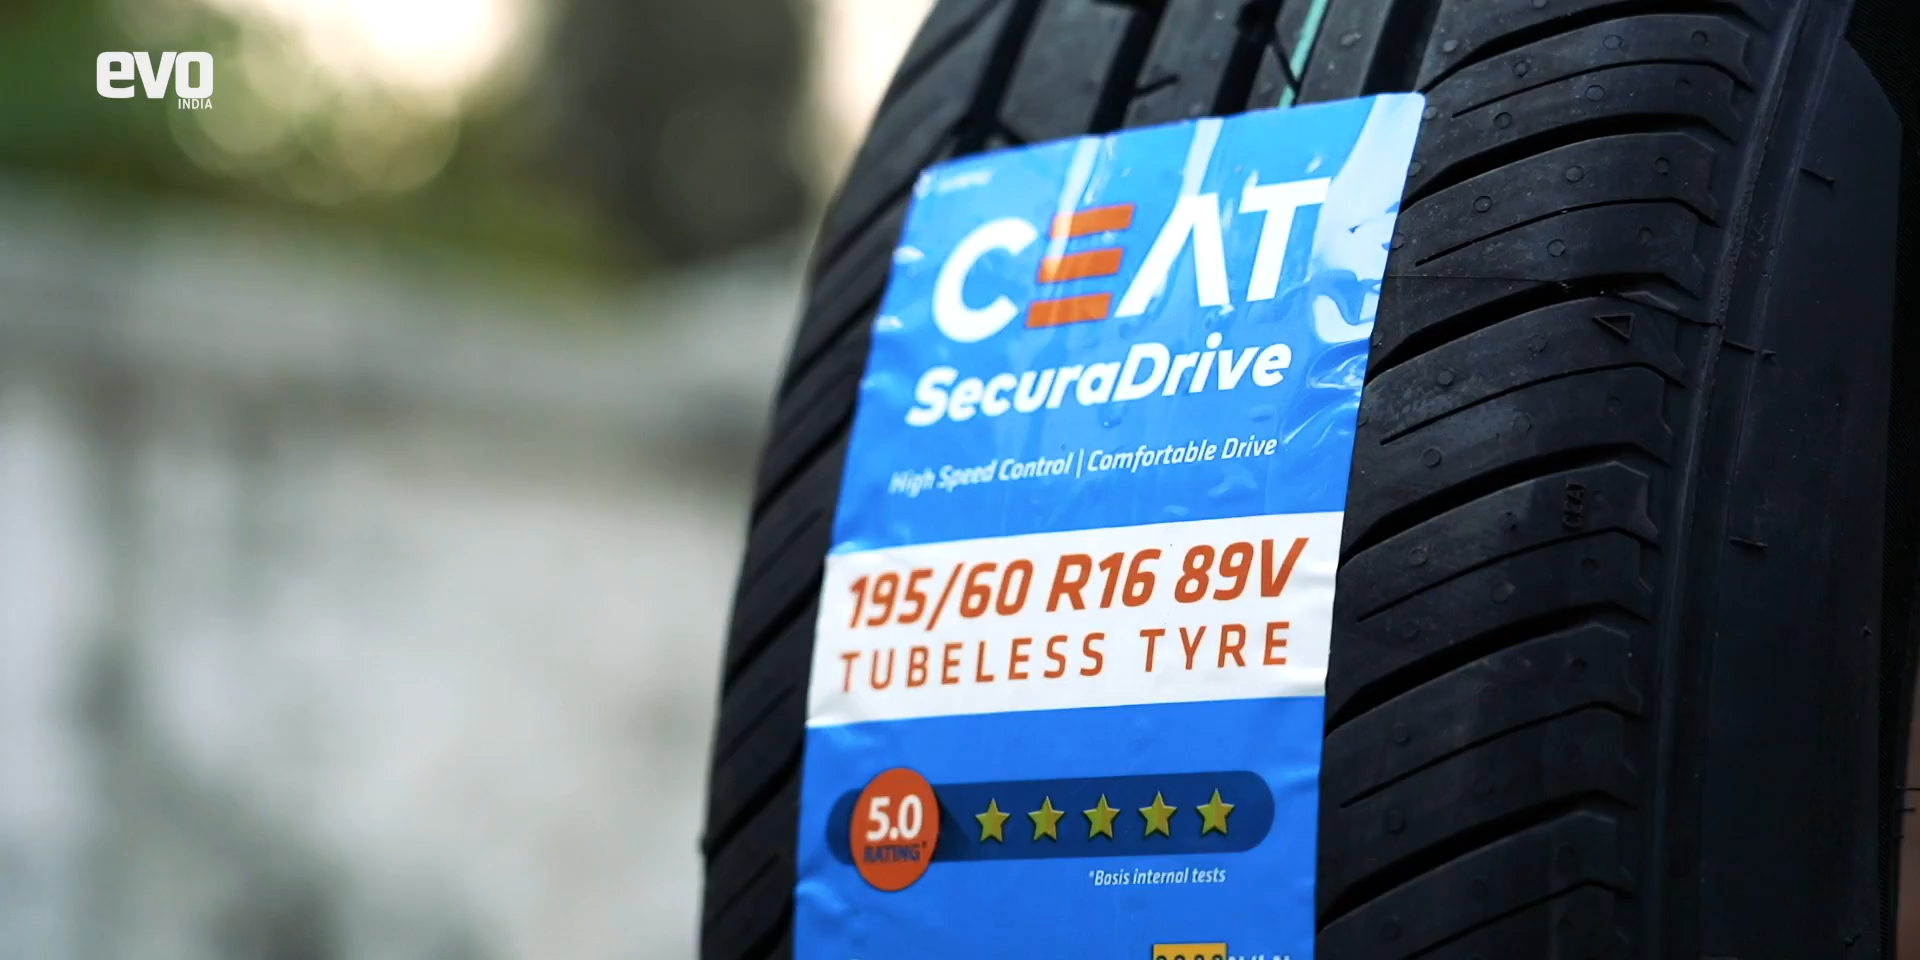 evo
INDIA
CEAT
SecuraDrive
High Speed Control | Comfortable Drive
195/60 R16 89V
TUBELESS TYRE
5.0
RATING*
*Basis internal tests
CEAT